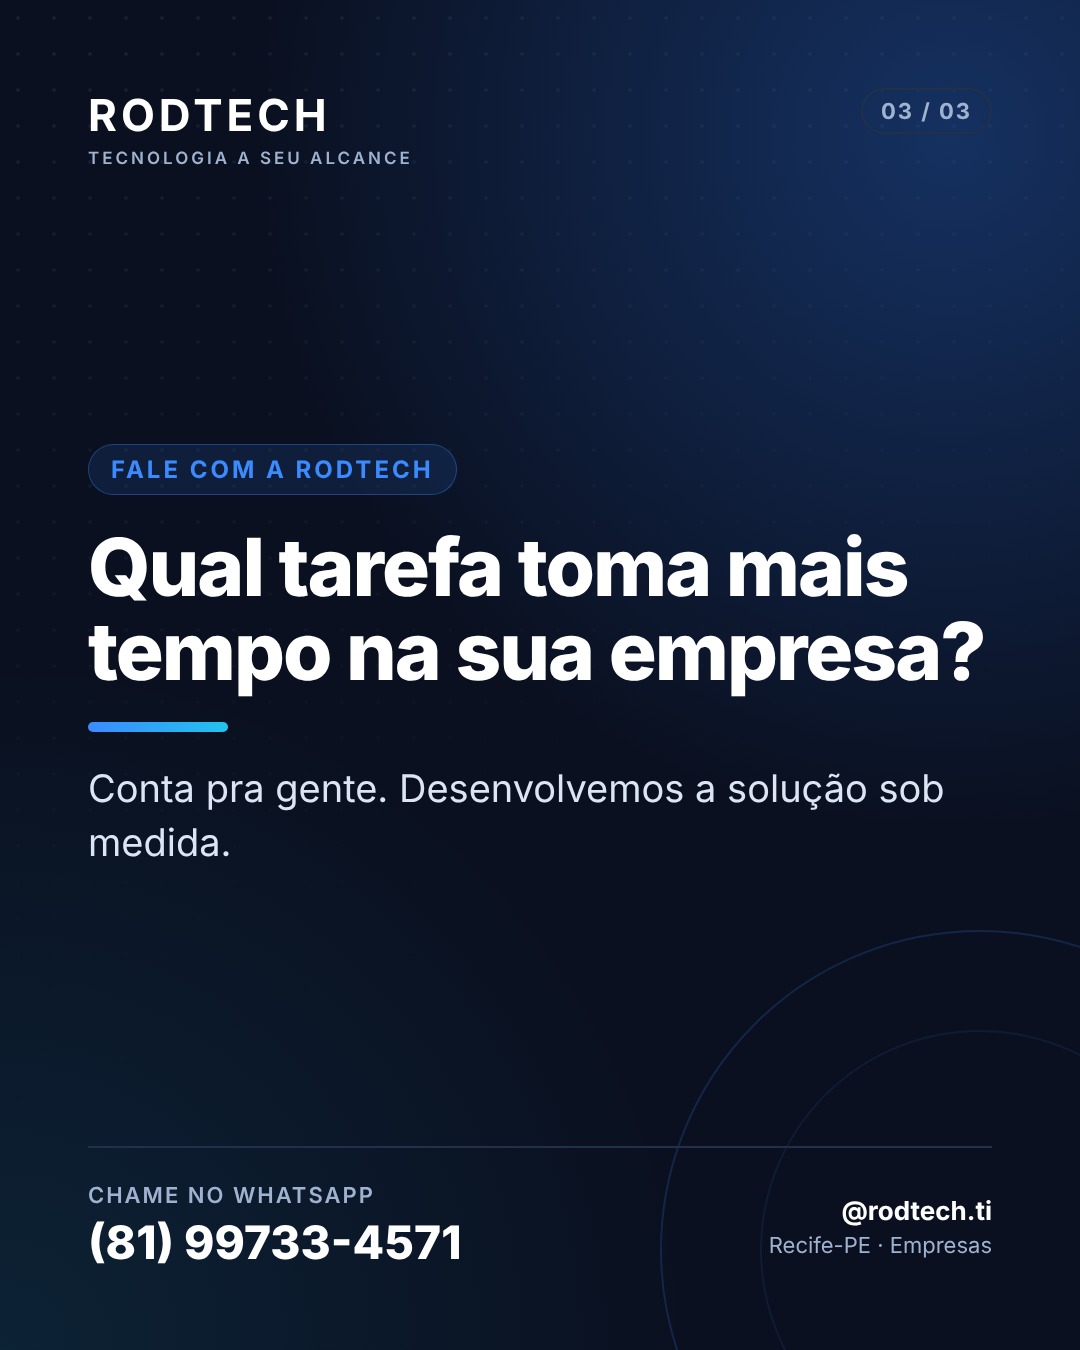 RODTECH
TECNOLOGIA A SEU ALCANCE
03 / 03
FALE COM A RODTECH
Qual tarefa toma mais
tempo na sua empresa?
Conta pra gente. Desenvolvemos a solução sob
medida.
CHAME NO WHATSAPP
(81) 99733-4571
@rodtech.ti
Recife-PE · Empresas